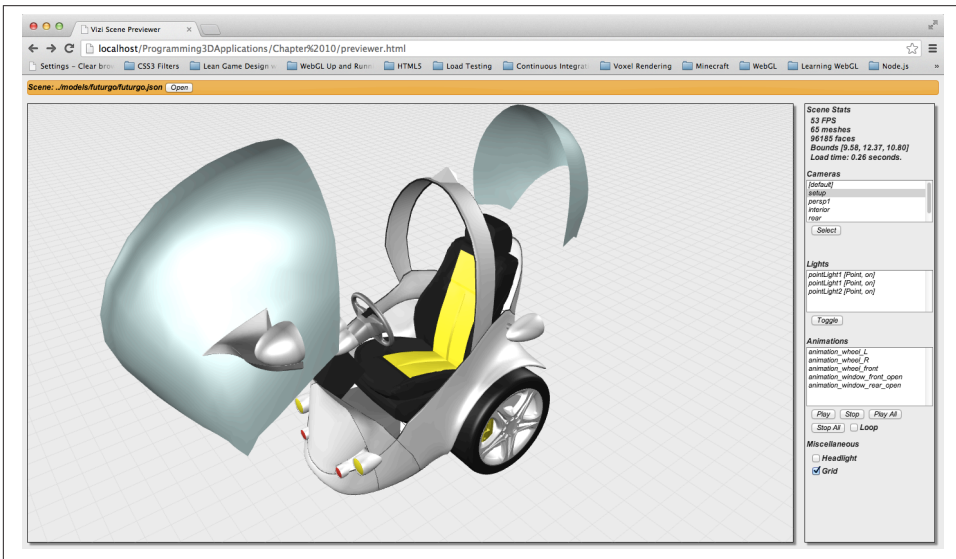 Vizi Scene Previewer
localhost/Programming3DApplications/Chapter%2010/previewer.html
Settings – Clear brow
CSS3 Filters
Lean Game Design w
WebGL Up and Runn
HTML5
Load Testing
Continuous Integrati
Voxel Rendering
Minecraft
WebGL
Learning WebGL
Node.js
»
Scene: ../models/futurgo/futurgo.json Open
Scene Stats
53 FPS
65 meshes
96185 faces
Bounds [9.58, 12.37, 10.80]
Load time: 0.26 seconds.
Cameras
[default]
setup
persp1
interior
rear
Select
Lights
pointLight1 [Point, on]
pointLight1 [Point, on]
pointLight2 [Point, on]
Toggle
Animations
animation_wheel_L
animation_wheel_R
animation_wheel_front
animation_window_front_open
animation_window_rear_open
Play Stop Play All
Stop All Loop
Miscellaneous
Headlight
Grid